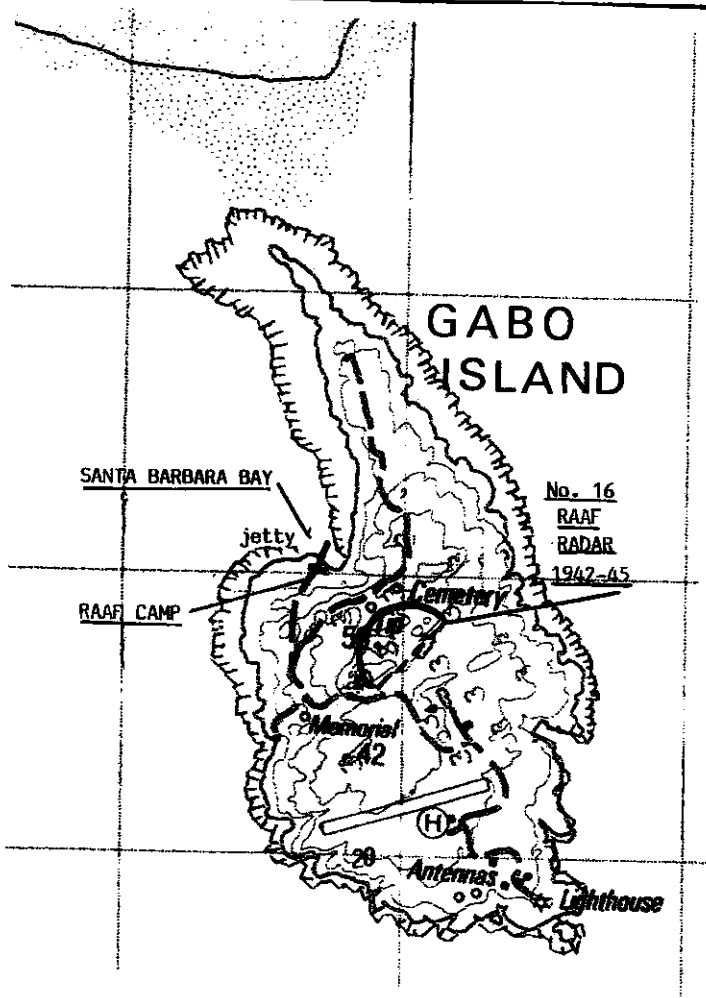 GABO
ISLAND
SANTA BARBARA BAY
No. 16
RAAF
RADAR
1942-45
jetty
RAAF CAMP
Cemetery
Memorial
42
H
20
Antennas
Lighthouse